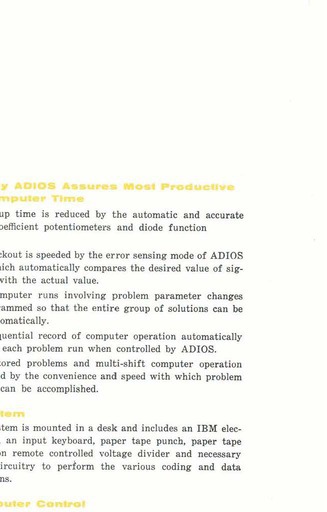 y ADIOS Assures Most Productive
mputer Time
up time is reduced by the automatic and accurate
oefficient potentiometers and diode function
ckout is speeded by the error sensing mode of ADIOS
ich automatically compares the desired value of sig-
with the actual value.
mputer runs involving problem parameter changes
rammed so that the entire group of solutions can be
omatically.
quential record of computer operation automatically
each problem run when controlled by ADIOS.
tored problems and multi-shift computer operation
d by the convenience and speed with which problem
can be accomplished.
tem
stem is mounted in a desk and includes an IBM elec-
, an input keyboard, paper tape punch, paper tape
on remote controlled voltage divider and necessary
ircuitry to perform the various coding and data
ns.
puter Control